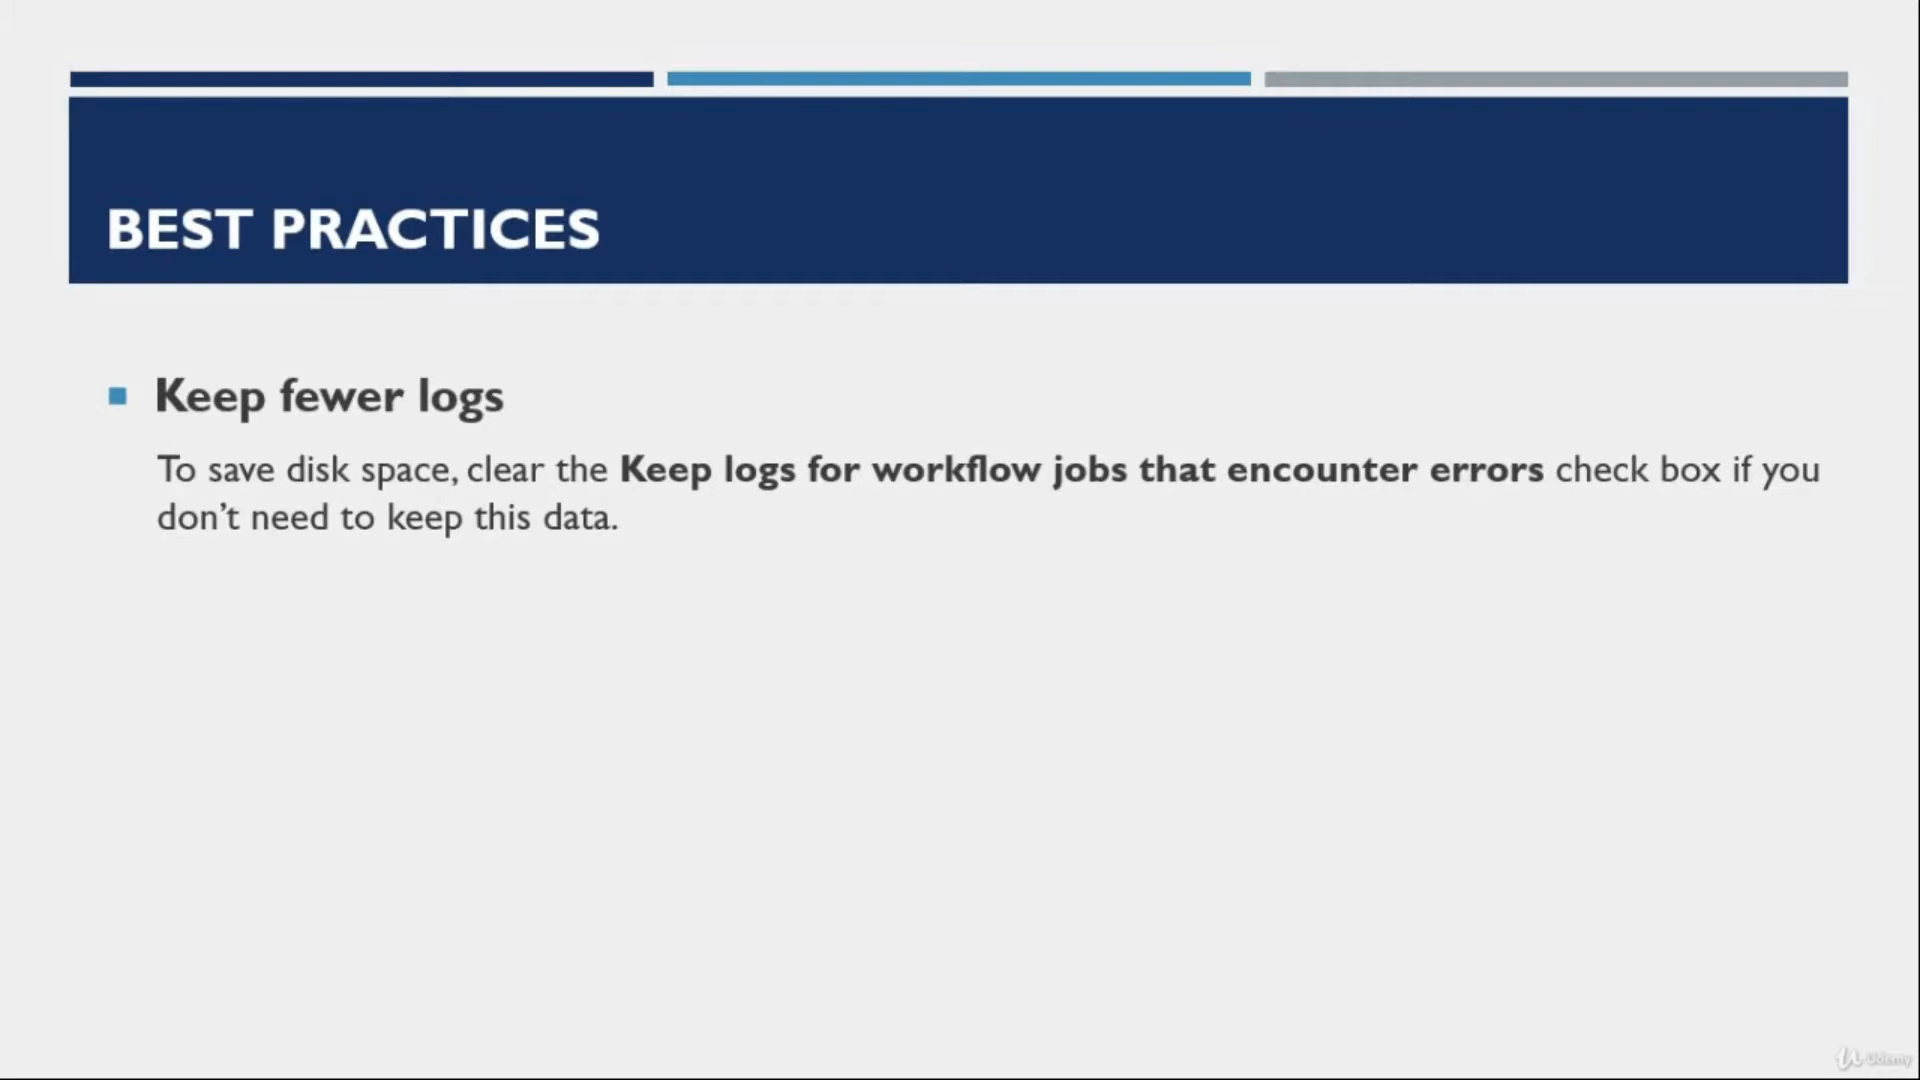 BEST PRACTICES
Keep fewer logs
To save disk space, clear the Keep logs for workflow jobs that encounter errors check box if you
don’t need to keep this data.
Udemy